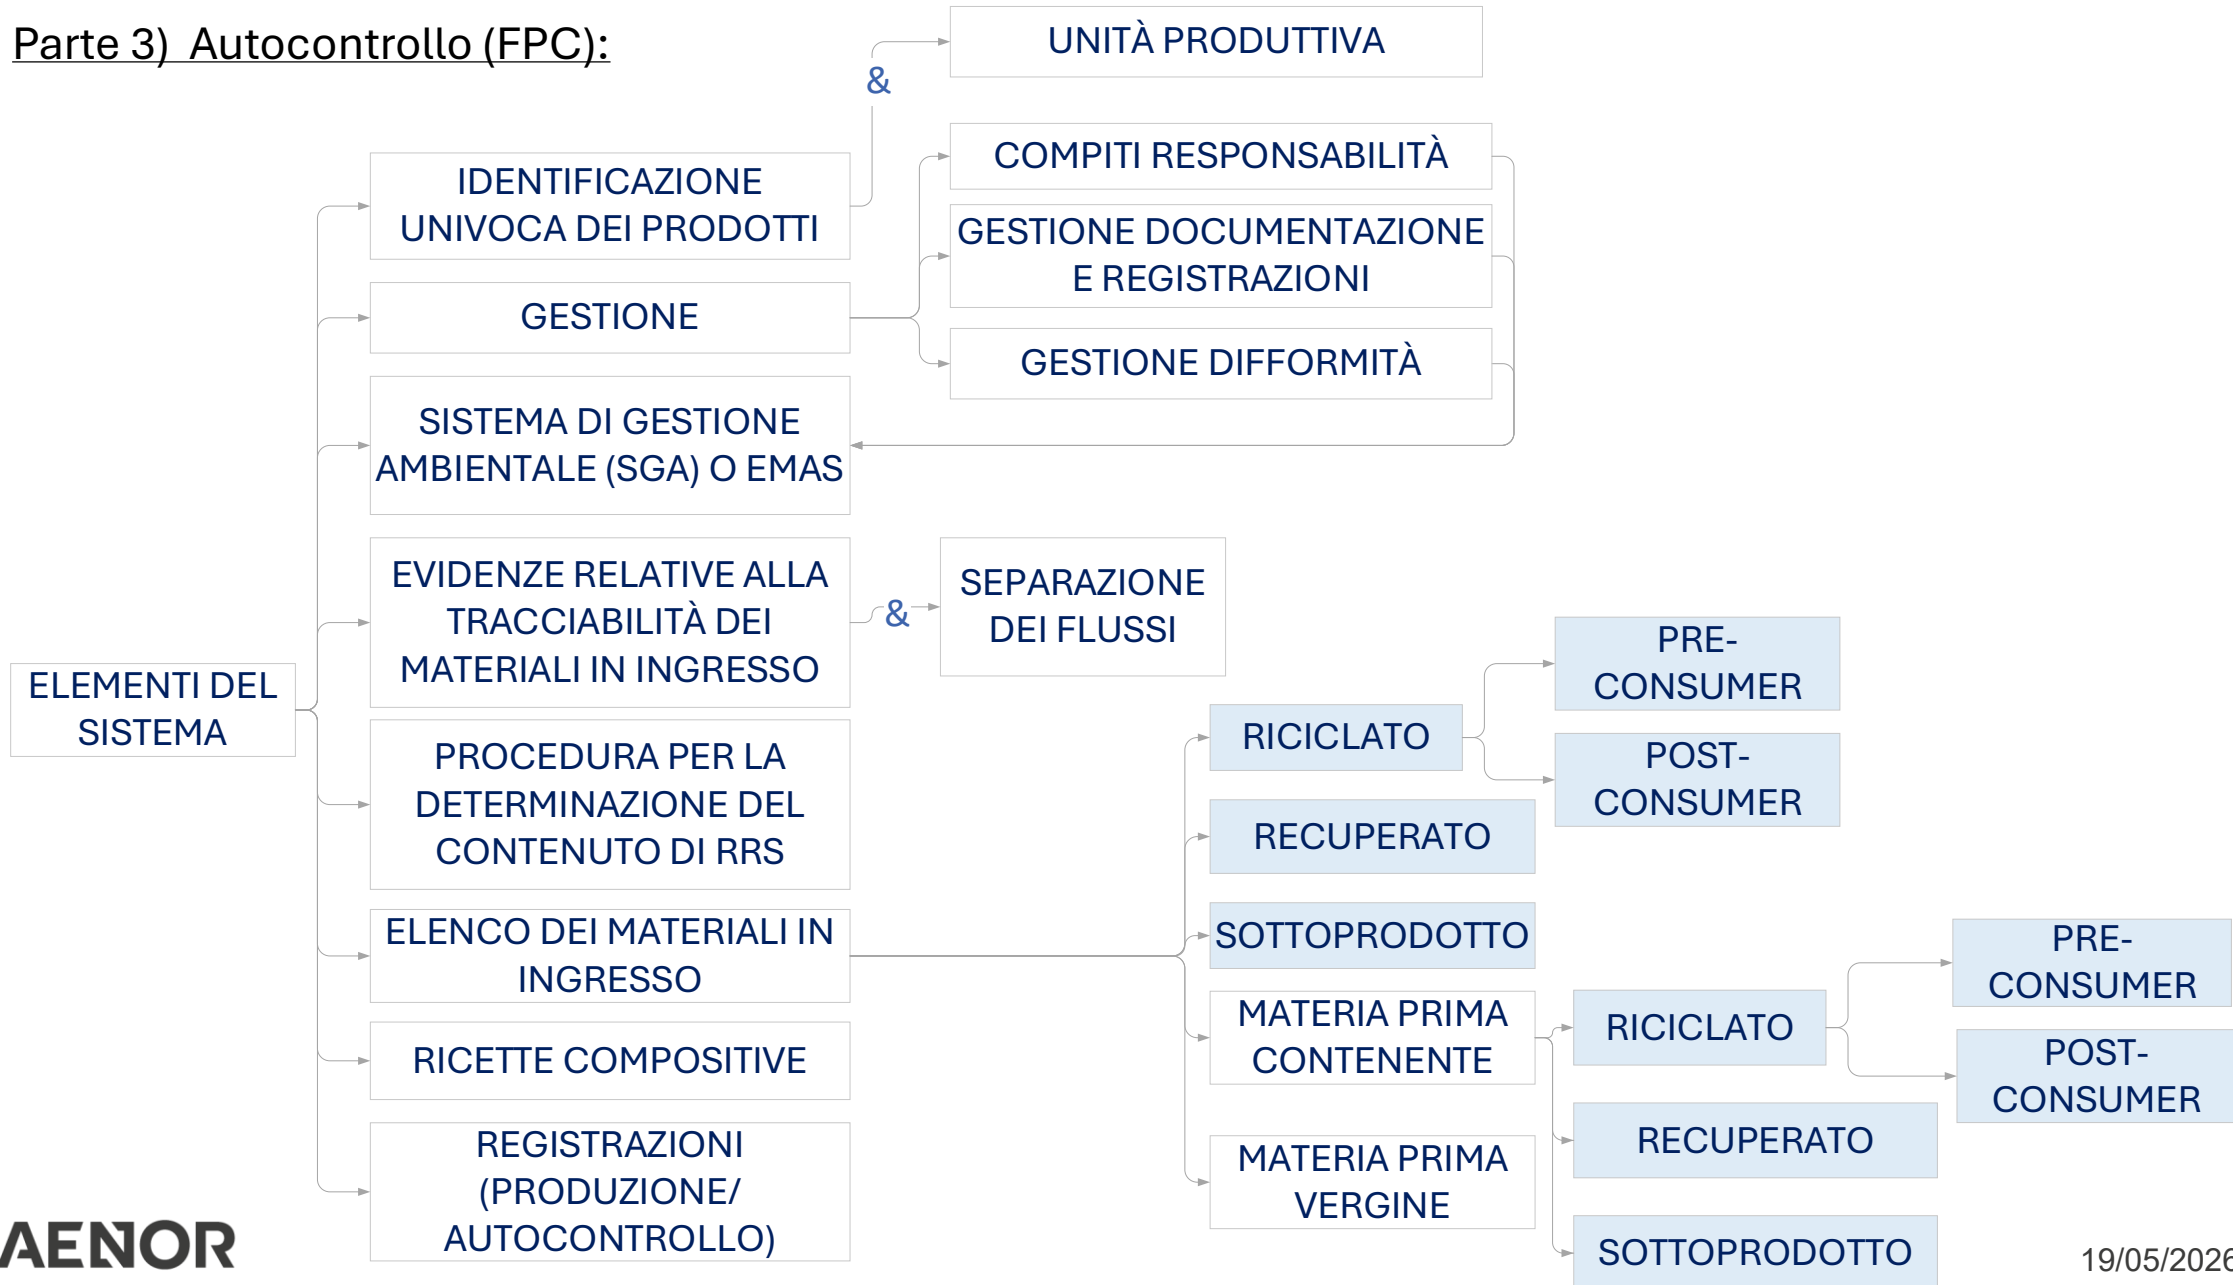 Parte 3) Autocontrollo (FPC):
UNITÀ PRODUTTIVA
&
COMPITI RESPONSABILITÀ
IDENTIFICAZIONE
UNIVOCA DEI PRODOTTI
GESTIONE DOCUMENTAZIONE
E REGISTRAZIONI
GESTIONE
GESTIONE DIFFORMITÀ
SISTEMA DI GESTIONE
AMBIENTALE (SGA) O EMAS
EVIDENZE RELATIVE ALLA
TRACCIABILITÀ DEI
MATERIALI IN INGRESSO
&
SEPARAZIONE
DEI FLUSSI
ELEMENTI DEL
SISTEMA
PROCEDURA PER LA
DETERMINAZIONE DEL
CONTENUTO DI RRS
RICICLATO
PRE-
CONSUMER
POST-
CONSUMER
RECUPERATO
ELENCO DEI MATERIALI IN
INGRESSO
SOTTOPRODOTTO
MATERIA PRIMA
CONTENENTE
RICICLATO
PRE-
CONSUMER
POST-
CONSUMER
RICETTE COMPOSITIVE
RECUPERATO
REGISTRAZIONI
(PRODUZIONE/
AUTOCONTROLLO)
MATERIA PRIMA
VERGINE
SOTTOPRODOTTO
AENOR
19/05/2026